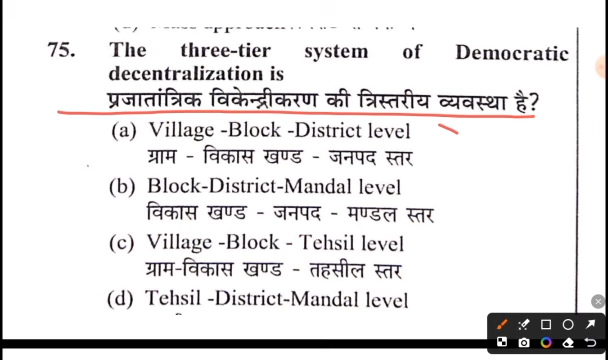 75. The three-tier system of Democratic
decentralization is
प्रजातांत्रिक विकेन्द्रीकरण की त्रिस्तरीय व्यवस्था है?
(a) Village -Block -District level
ग्राम - विकास खण्ड - जनपद स्तर
(b) Block-District-Mandal level
विकास खण्ड - जनपद - मण्डल स्तर
(c) Village -Block - Tehsil level
ग्राम-विकास खण्ड - तहसील स्तर
(d) Tehsil -District-Mandal level